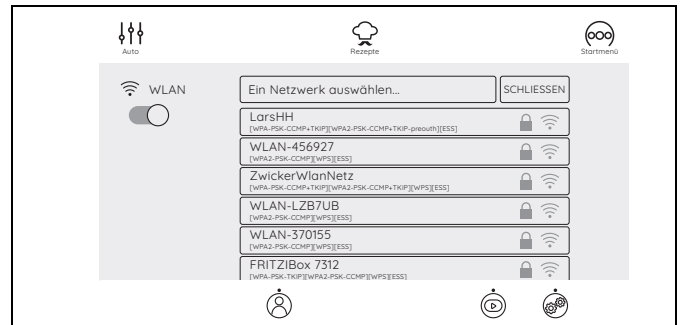 Auto
Rezepte
Startmenü
WLAN
Ein Netzwerk auswählen...
SCHLIESSEN
LarsHH
[WPA-PSK-CCMP+TKIP][WPA2-PSK-CCMP+TKIP-preauth][ESS]
WLAN-456927
[WPA2-PSK-CCMP][WPS][ESS]
ZwickerWlanNetz
[WPA-PSK-CCMP+TKIP][WPA2-PSK-CCMP+TKIP][WPS][ESS]
WLAN-LZB7UB
[WPA2-PSK-CCMP][WPS][ESS]
WLAN-370155
[WPA2-PSK-CCMP][WPS][ESS]
FRITZ!Box 7312
[WPA-PSK-TKIP][WPA2-PSK-CCMP][WPS][ESS]